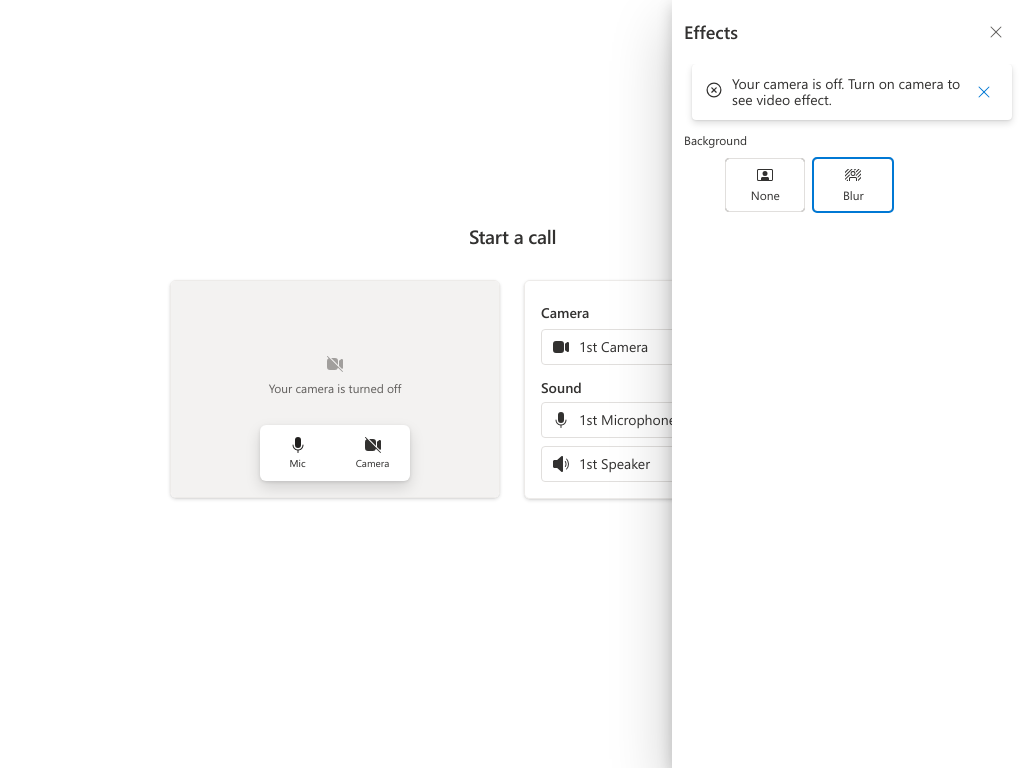 Effects
Your camera is off. Turn on camera to
see video effect.
Background
None
Blur
Start a call
Your camera is turned off
Mic
Camera
Camera
1st Camera
Sound
1st Microphone
1st Speaker